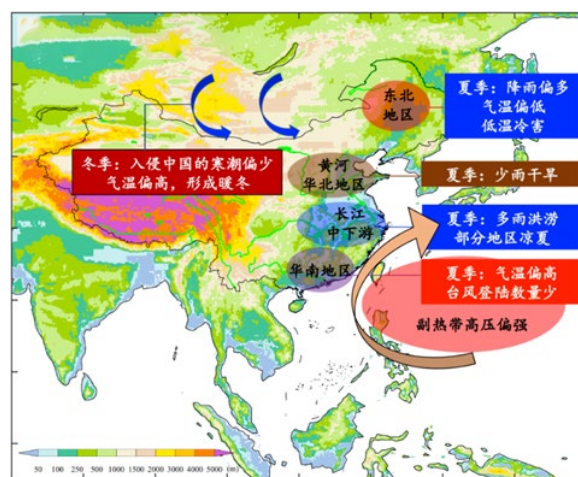 东北
地区
夏季：降雨偏多
气温偏低
低温冷害
冬季：入侵中国的寒潮偏少
气温偏高，形成暖冬
黄河
华北地区
夏季：少雨干旱
长江
中下游
夏季：多雨洪涝
部分地区凉夏
华南地区
夏季：气温偏高
台风登陆数量少
副热带高压偏强
50 100 250 500 1000 1500 2000 3000 4000 5000 (m)